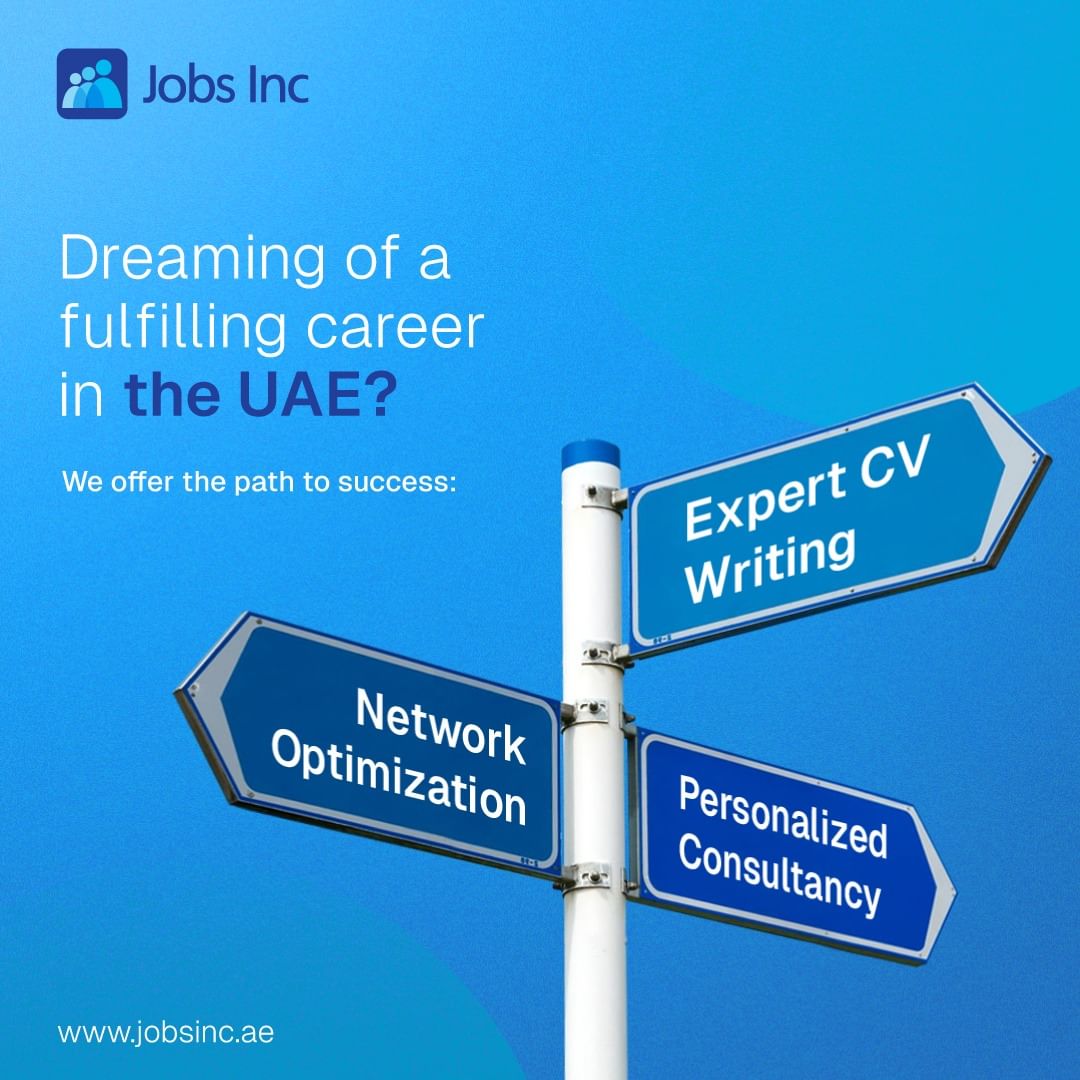 Jobs Inc
Dreaming of a
fulfilling career
in the UAE?
We offer the path to success:
Expert CV
Writing
Network
Optimization
Personalized
Consultancy
www.jobsinc.ae